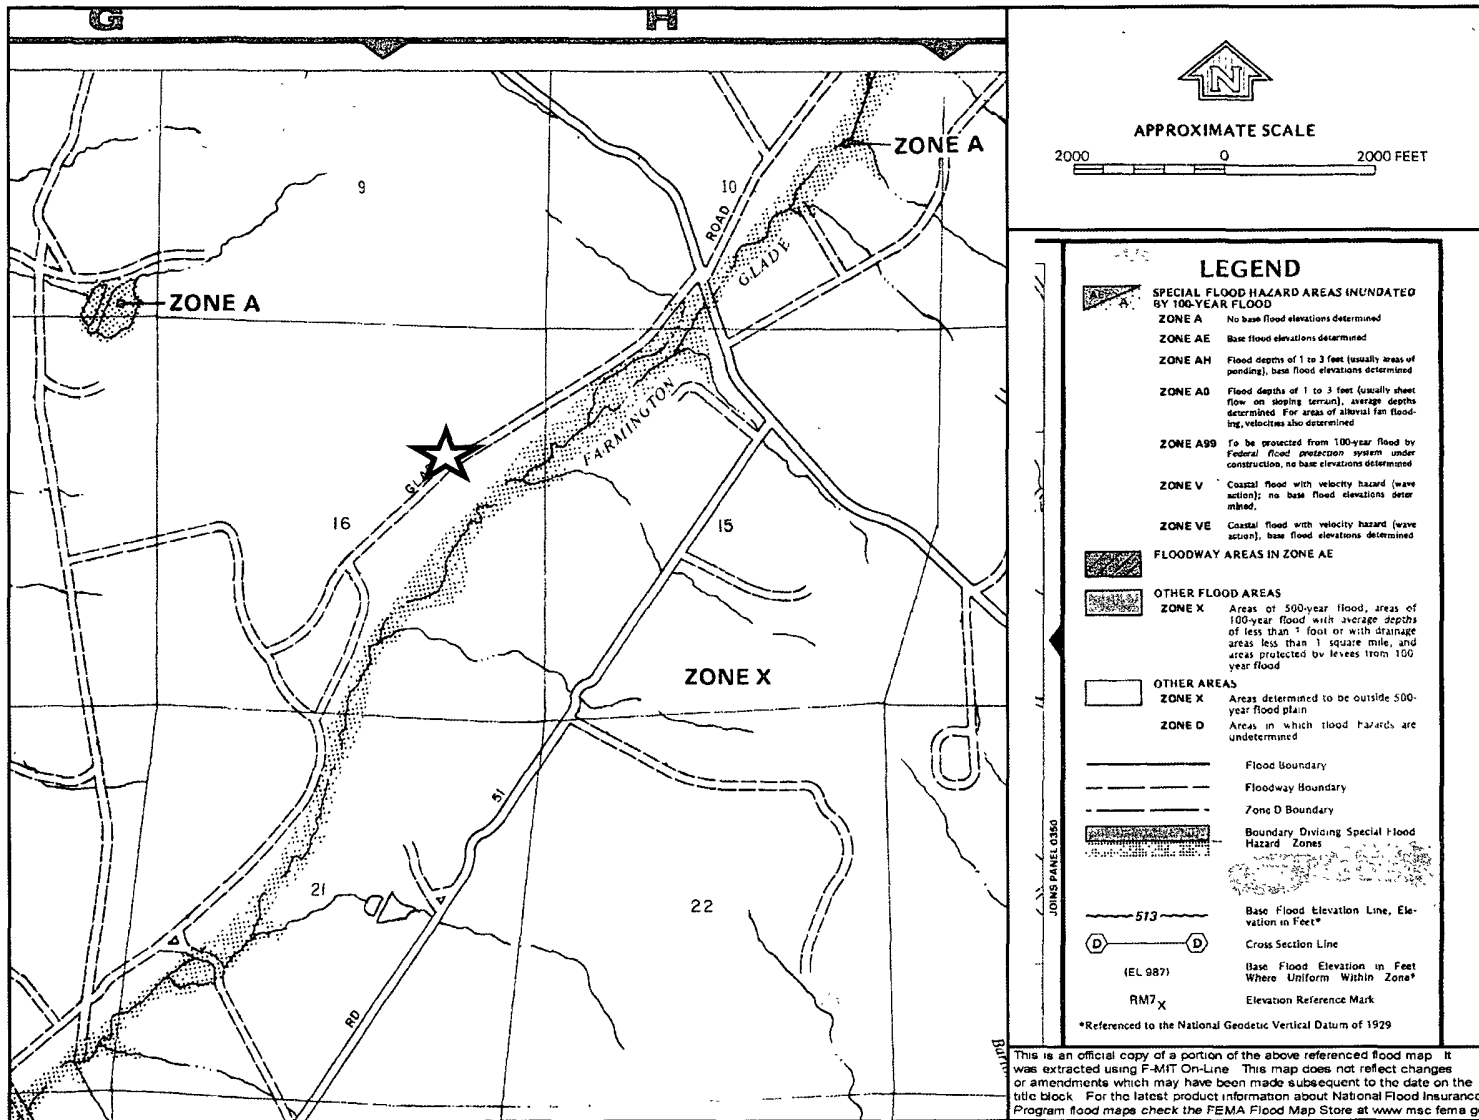 G
H
ZONE A
9
10
ROAD
GLADE
ZONE A
FARMINGTON
16
15
ZONE X
51
21
22
RD
N
APPROXIMATE SCALE
2000 0 2000 FEET
JOINS PANEL 0350
LEGEND
SPECIAL FLOOD HAZARD AREAS INUNDATED
BY 100-YEAR FLOOD
ZONE A No base flood elevations determined
ZONE AE Base flood elevations determined
ZONE AH Flood depths of 1 to 3 feet (usually areas of
ponding), base flood elevations determined
ZONE A0 Flood depths of 1 to 3 feet (usually sheet
flow on sloping terrain), average depths
determined For areas of alluvial fan flood-
ing, velocities also determined
ZONE A99 To be protected from 100-year flood by
Federal flood protection system under
construction, no base elevations determined
ZONE V Coastal flood with velocity hazard (wave
action); no base flood elevations deter
mined.
ZONE VE Coastal flood with velocity hazard (wave
action), base flood elevations determined
FLOODWAY AREAS IN ZONE AE
OTHER FLOOD AREAS
ZONE X Areas of 500-year flood, areas of
100-year flood with average depths
of less than 1 foot or with drainage
areas less than 1 square mile, and
areas protected by levees from 100
year flood
OTHER AREAS
ZONE X Areas determined to be outside 500-
year flood plain
ZONE D Areas in which flood hazards are
undetermined
Flood Boundary
Floodway Boundary
Zone D Boundary
Boundary Dividing Special Flood
Hazard Zones
513 Base Flood Elevation Line, Ele-
vation in Feet*
D D Cross Section Line
(EL 987) Base Flood Elevation in Feet
Where Uniform Within Zone*
RM7X Elevation Reference Mark
*Referenced to the National Geodetic Vertical Datum of 1929
This is an official copy of a portion of the above referenced flood map It
was extracted using F-MIT On-Line This map does not reflect changes
or amendments which may have been made subsequent to the date on the
title block For the latest product information about National Flood Insurance
Program flood maps check the FEMA Flood Map Store at www msc fema g